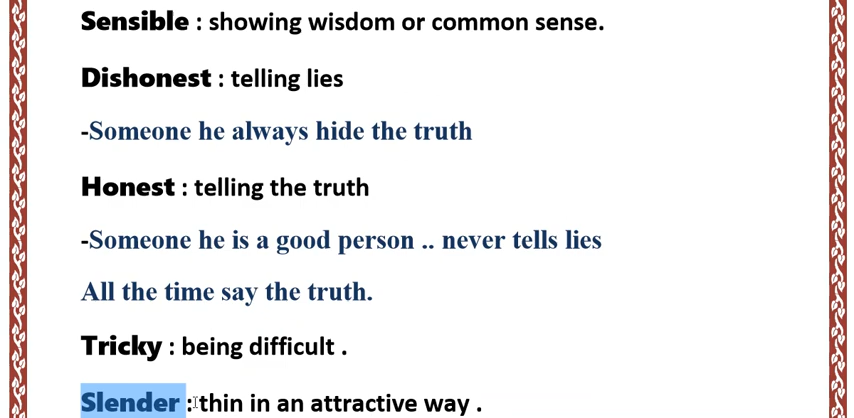 Sensible : showing wisdom or common sense.
Dishonest : telling lies
-Someone he always hide the truth
Honest : telling the truth
-Someone he is a good person .. never tells lies
All the time say the truth.
Tricky : being difficult .
Slender : thin in an attractive way .